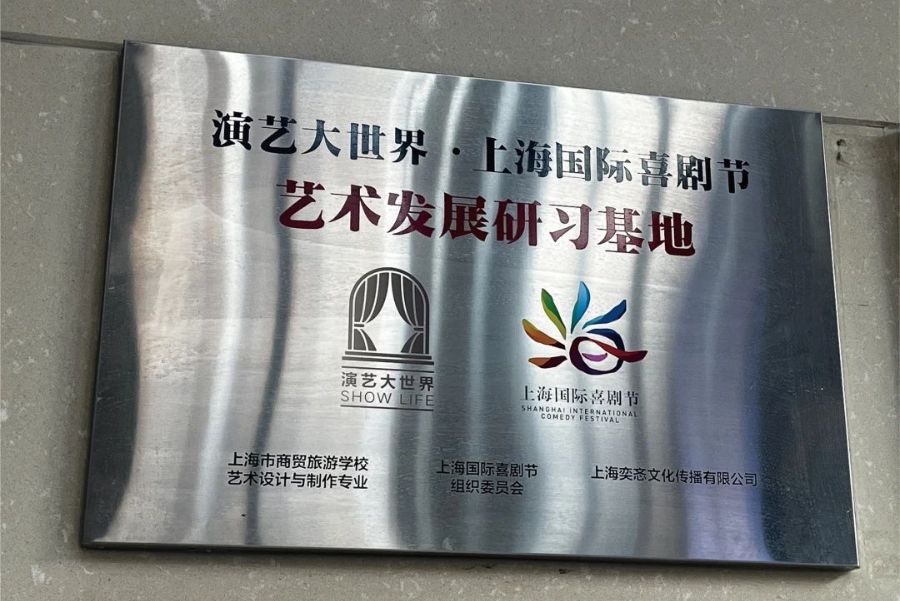 演艺大世界·上海国际喜剧节
艺术发展研习基地
演艺大世界
SHOW LIFE
上海国际喜剧节
SHANGHAI INTERNATIONAL
COMEDY FESTIVAL
上海市商贸旅游学校
艺术设计与制作专业
上海国际喜剧节
组织委员会
上海奕忞文化传播有限公司